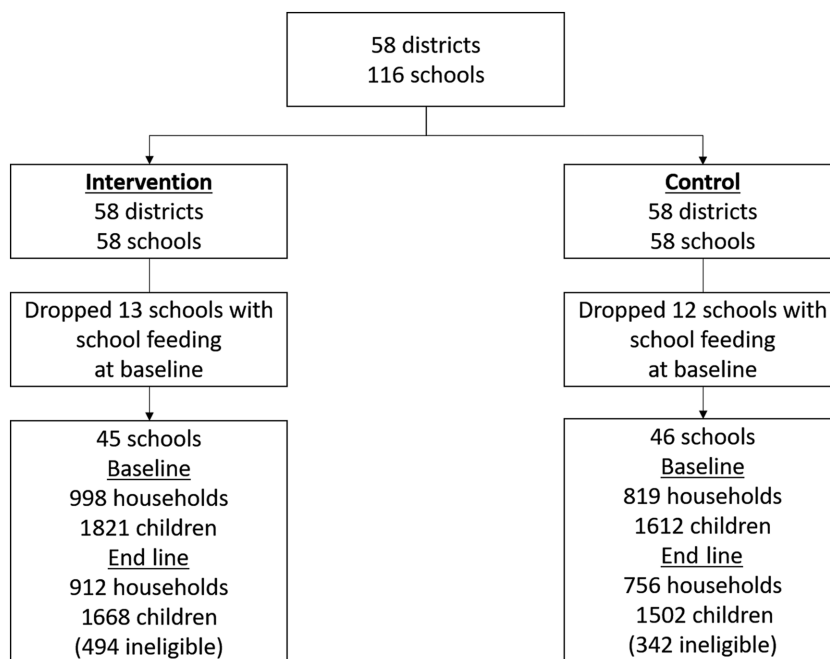 58 districts
116 schools
Intervention
58 districts
58 schools
Control
58 districts
58 schools
Dropped 13 schools with
school feeding
at baseline
Dropped 12 schools with
school feeding
at baseline
45 schools
Baseline
998 households
1821 children
End line
912 households
1668 children
(494 ineligible)
46 schools
Baseline
819 households
1612 children
End line
756 households
1502 children
(342 ineligible)